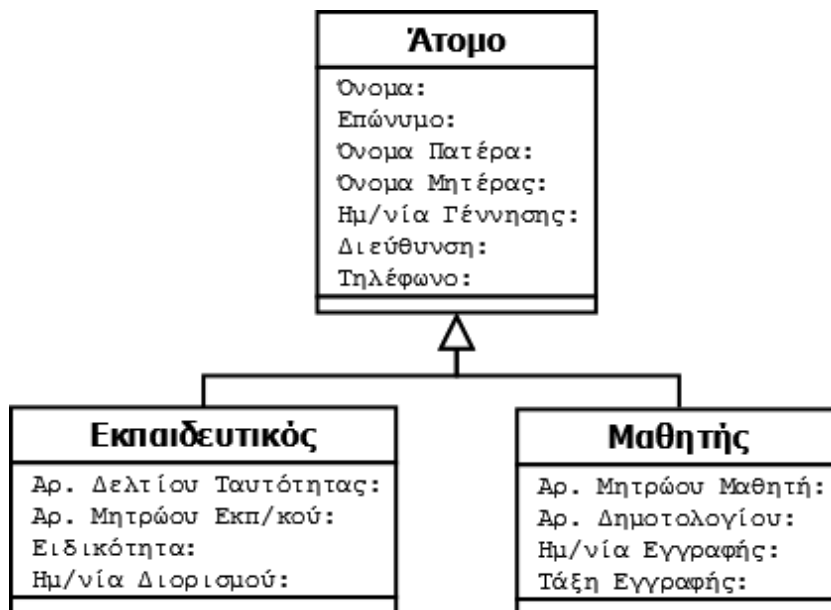 Άτομο
Όνομα:
Επώνυμο:
Όνομα Πατέρα:
Όνομα Μητέρας:
Ημ/νία Γέννησης:
Διεύθυνση:
Τηλέφωνο:
Εκπαιδευτικός
Αρ. Δελτίου Ταυτότητας:
Αρ. Μητρώου Εκπ/κού:
Ειδικότητα:
Ημ/νία Διορισμού:
Μαθητής
Αρ. Μητρώου Μαθητή:
Αρ. Δημοτολογίου:
Ημ/νία Εγγραφής:
Τάξη Εγγραφής: